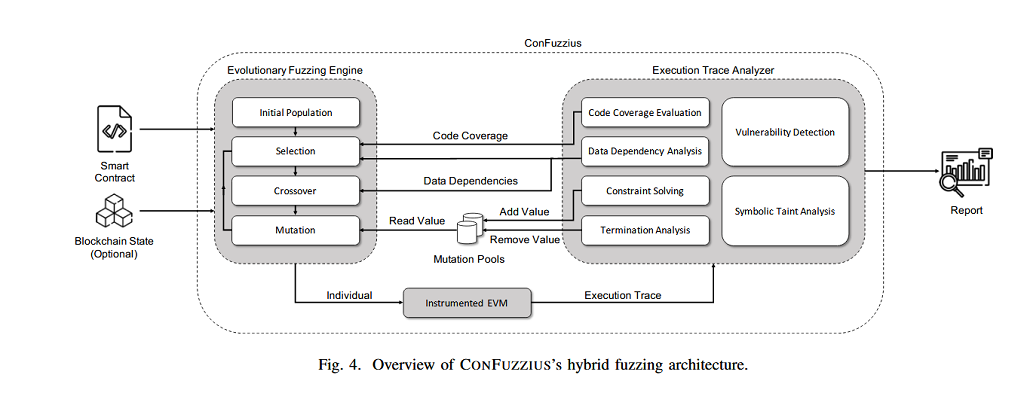 ConFuzzius
Evolutionary Fuzzing Engine
Execution Trace Analyzer
Smart
Contract
Blockchain State
(Optional)
Initial Population
Selection
Crossover
Mutation
Code Coverage
Data Dependencies
Read Value
Add Value
Remove Value
Mutation Pools
Code Coverage Evaluation
Data Dependency Analysis
Constraint Solving
Termination Analysis
Vulnerability Detection
Symbolic Taint Analysis
Report
Individual
Instrumented EVM
Execution Trace
Fig. 4. Overview of CONFUZZIUS's hybrid fuzzing architecture.